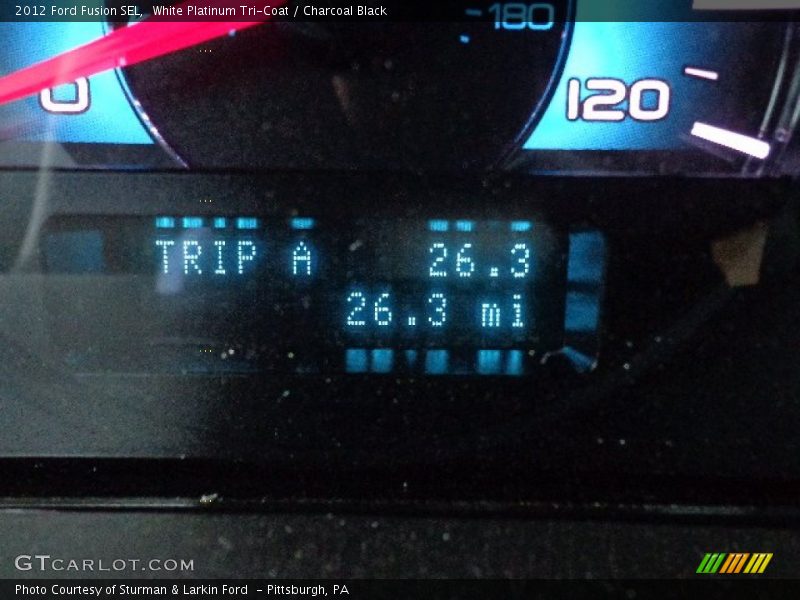 2012 Ford Fusion SEL, White Platinum Tri-Coat / Charcoal Black
180
0
120
TRIP A 26.3
26.3 mi
GTCARLOT.COM
Photo Courtesy of Sturman & Larkin Ford - Pittsburgh, PA